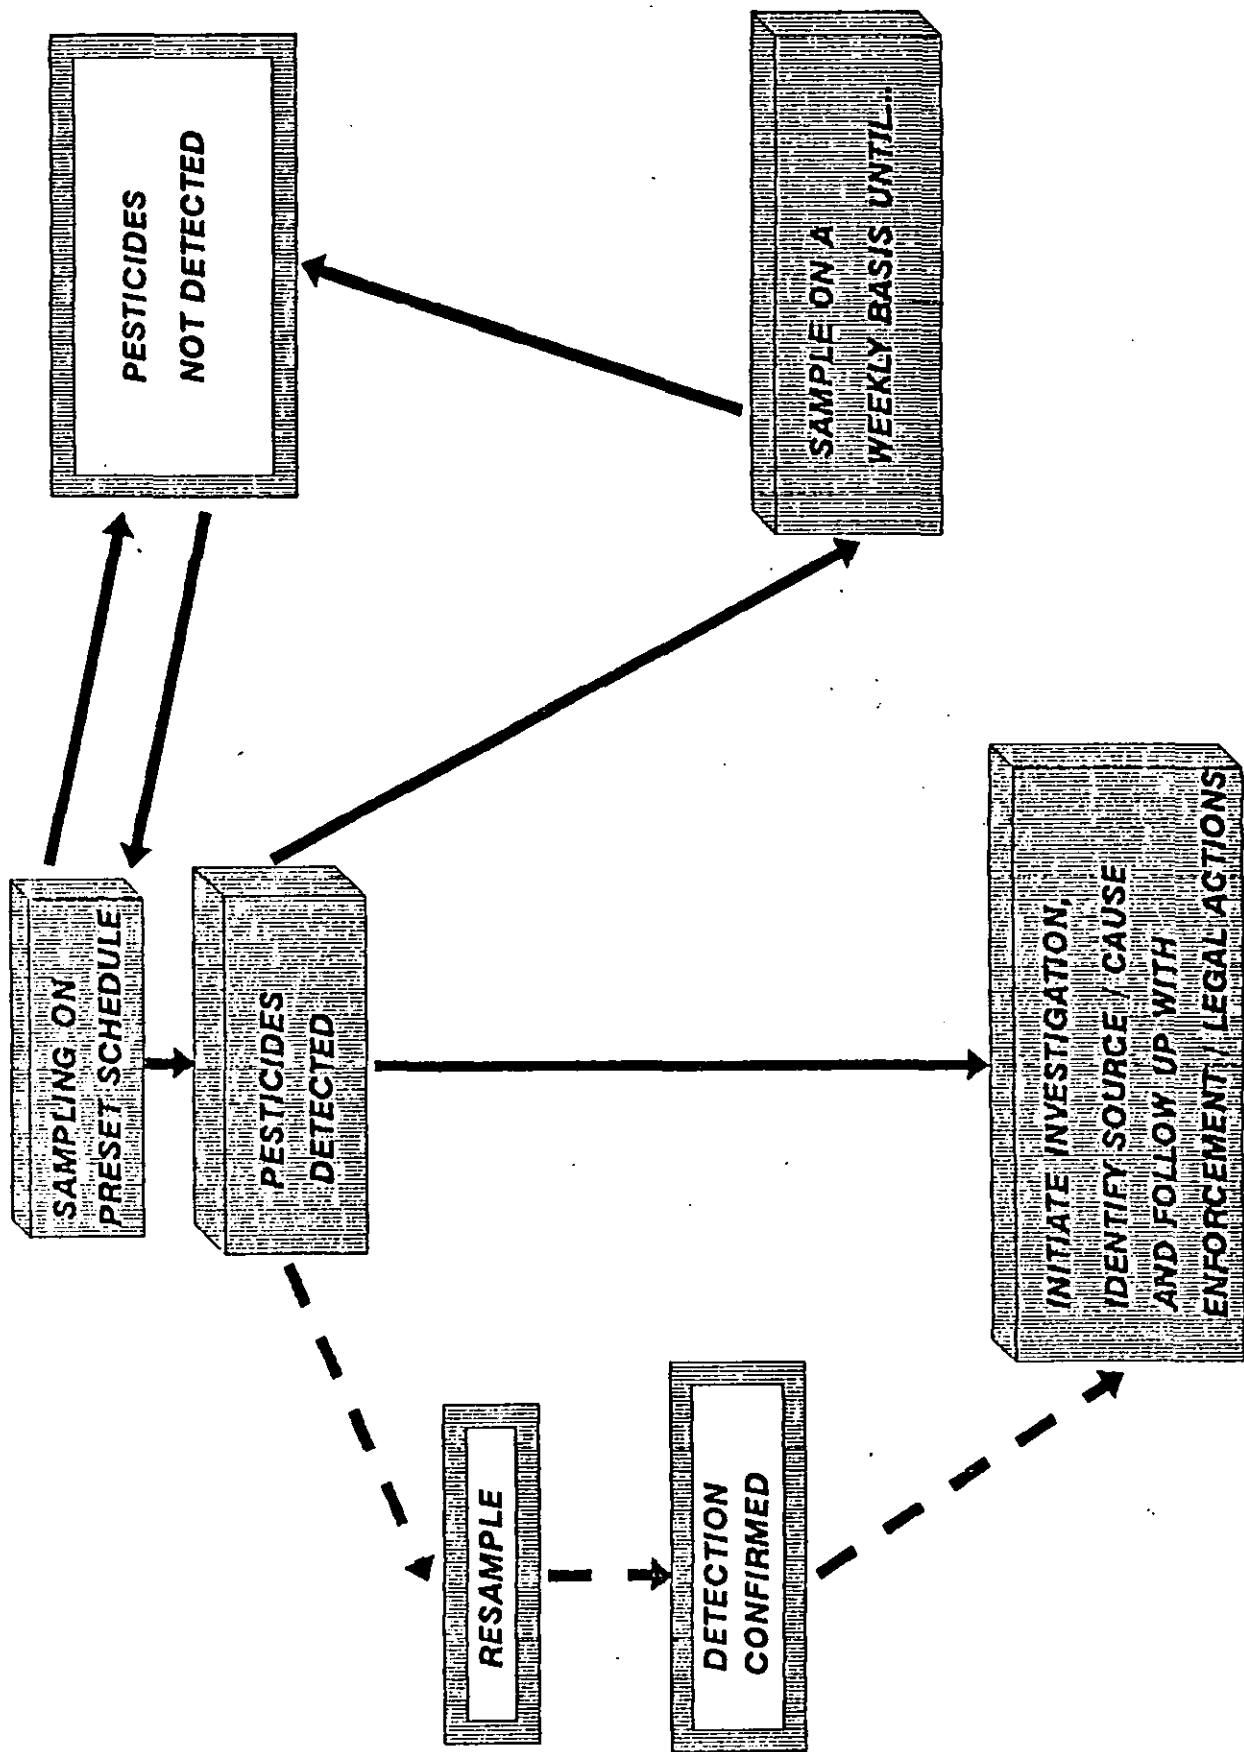 SAMPLING ON
PRESET SCHEDULE
PESTICIDES
NOT DETECTED
PESTICIDES
DETECTED
RESAMPLE
DETECTION
CONFIRMED
SAMPLE ON A
WEEKLY BASIS UNTIL...
INITIATE INVESTIGATION,
IDENTIFY SOURCE / CAUSE
AND FOLLOW UP WITH
ENFORCEMENT / LEGAL ACTIONS